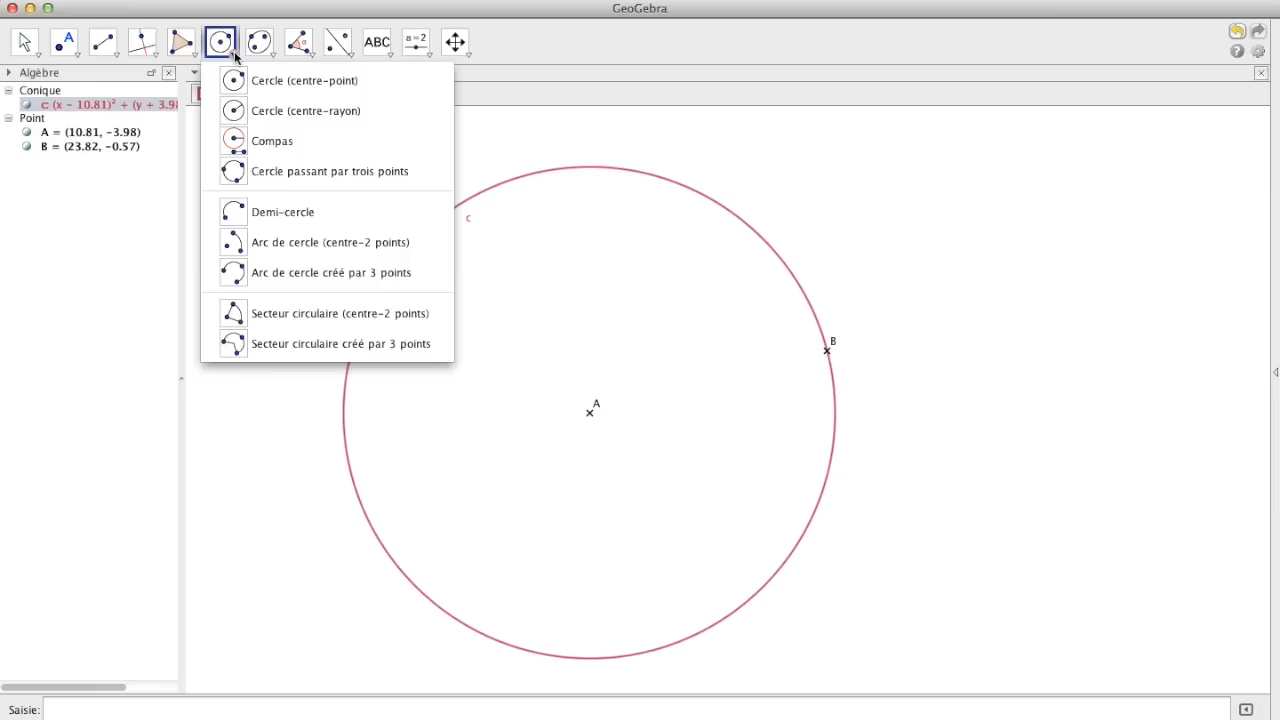 GeoGebra
A
ABC
a=2
Algèbre
Conique
c: (x − 10.81)² + (y + 3.98
Point
A = (10.81, -3.98)
B = (23.82, -0.57)
Cercle (centre-point)
Cercle (centre-rayon)
Compas
Cercle passant par trois points
Demi-cercle
Arc de cercle (centre-2 points)
Arc de cercle créé par 3 points
Secteur circulaire (centre-2 points)
Secteur circulaire créé par 3 points
c
B
A
Saisie: